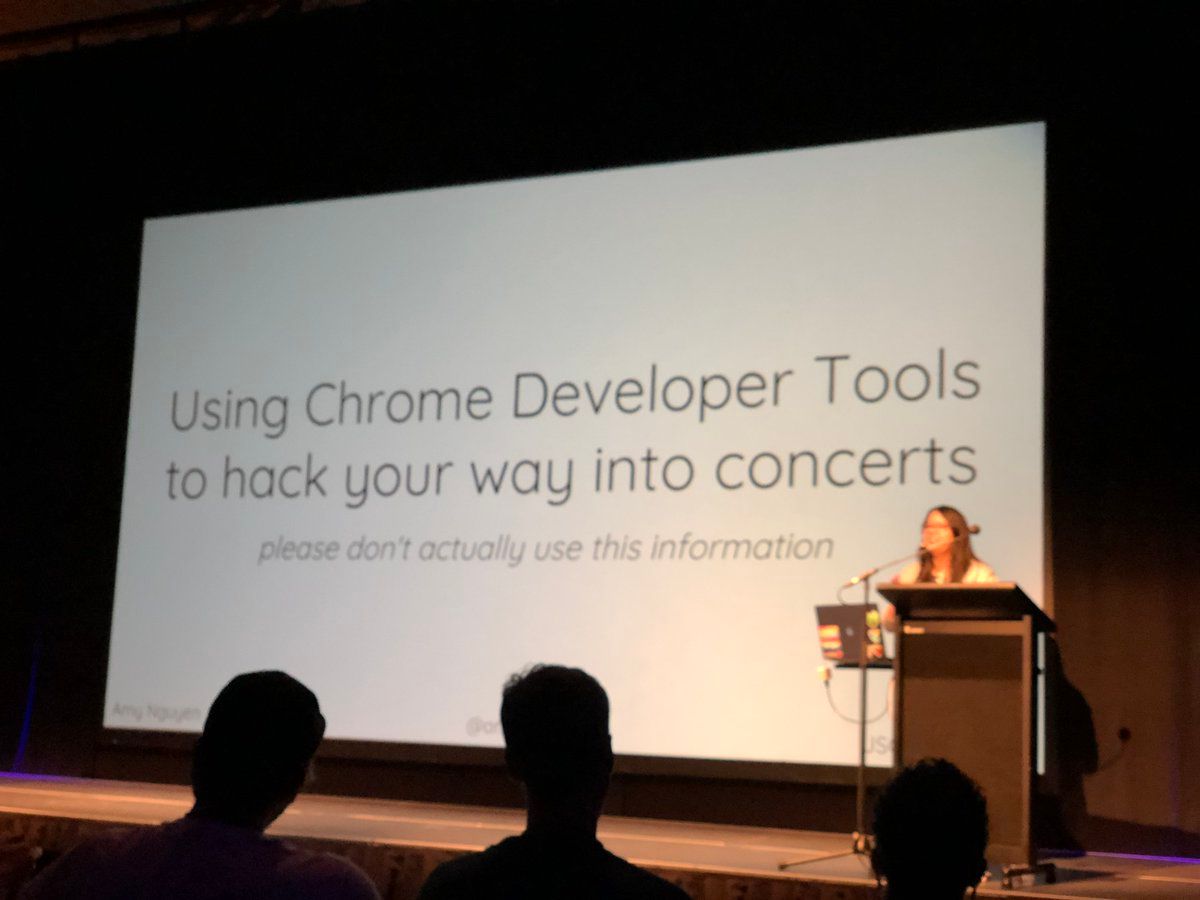 Using Chrome Developer Tools
to hack your way into concerts
please don't actually use this information
Amy Nguyen